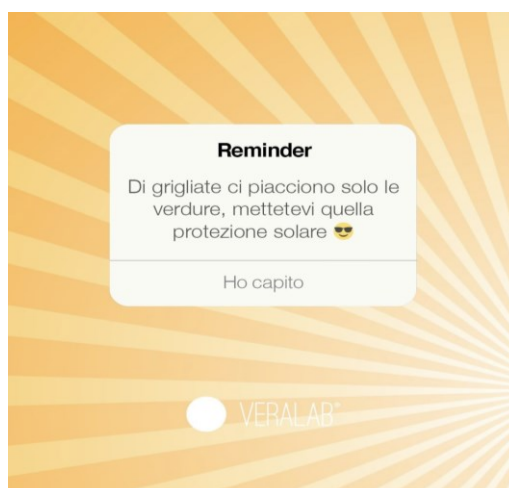 Reminder
Di grigliate ci piacciono solo le
verdure, mettetevi quella
protezione solare 😎
Ho capito
VERALAB®